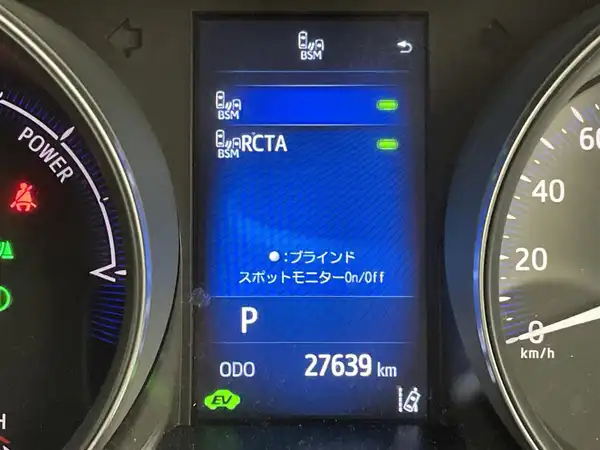 BSM
BSM
BSM RCTA
●:ブラインド
スポットモニターOn/Off
P
ODO 27639 km
EV
POWER
H
60
40
20
0
km/h